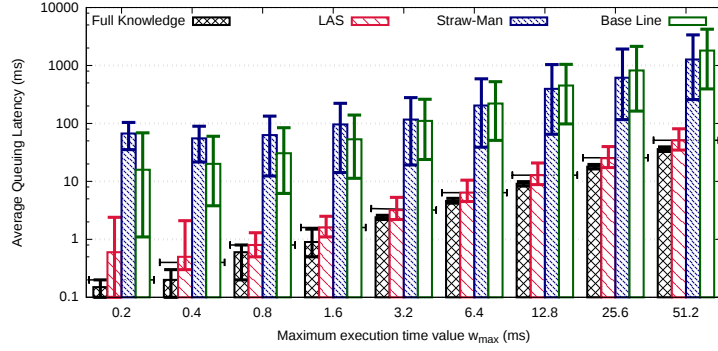 Full Knowledge LAS Straw-Man Base Line
Average Queuing Latency (ms)
10000
1000
100
10
1
0.1
0.2 0.4 0.8 1.6 3.2 6.4 12.8 25.6 51.2
Maximum execution time value wmax (ms)